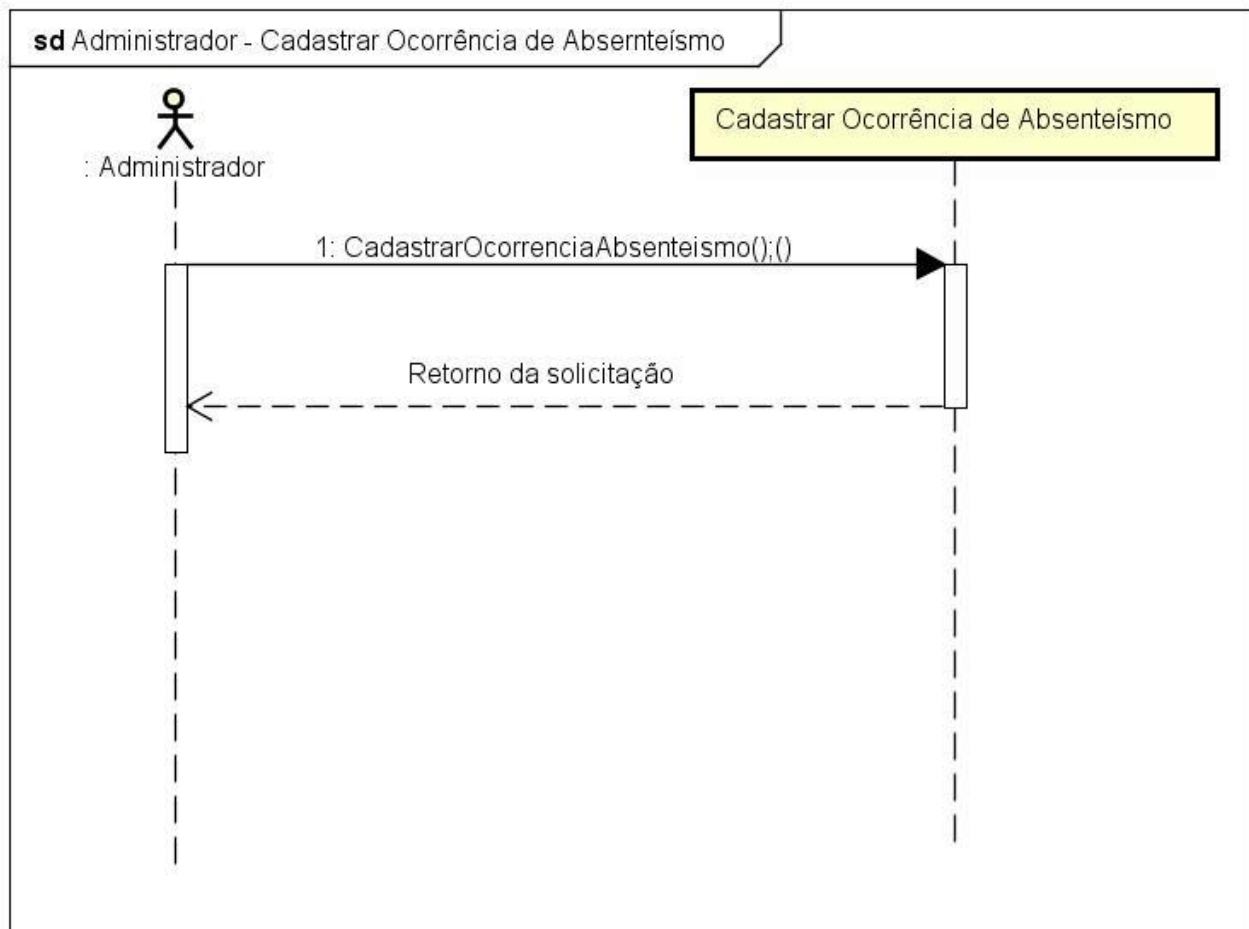 sd Administrador - Cadastrar Ocorrência de Absernteísmo
Cadastrar Ocorrência de Absenteísmo
: Administrador
1: CadastrarOcorrenciaAbsenteismo();()
Retorno da solicitação